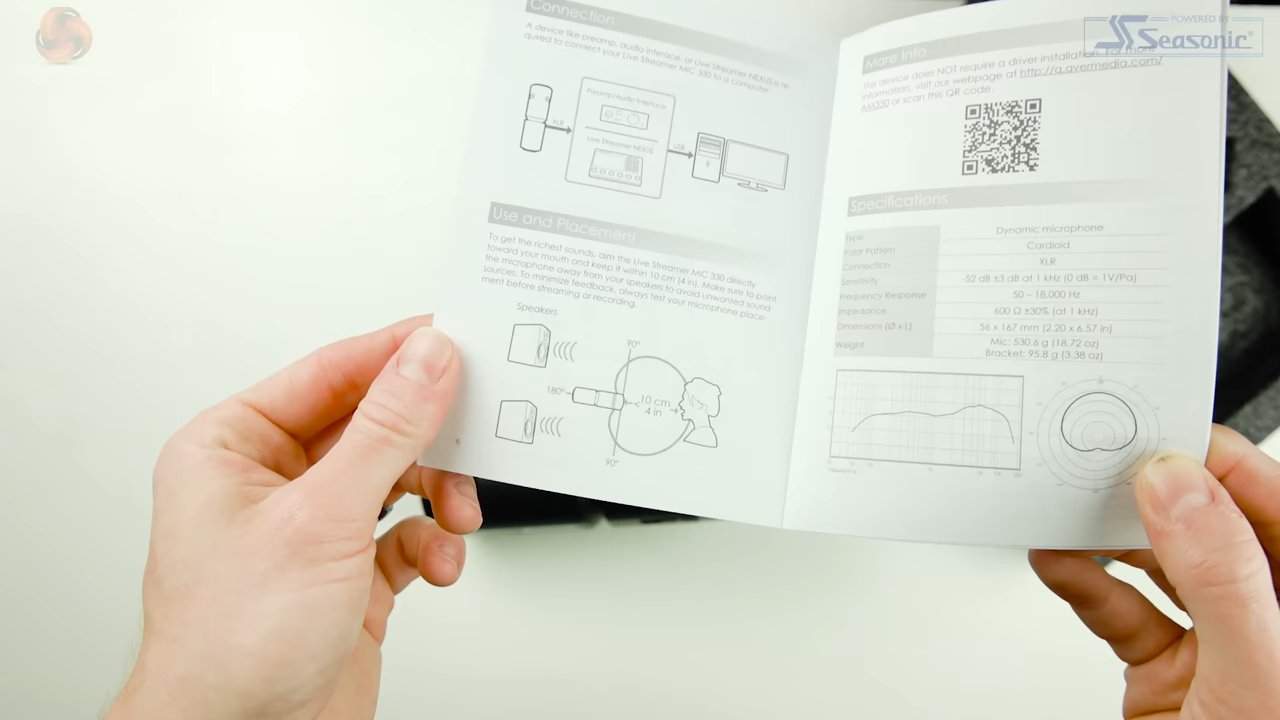 Connection
A device like preamp, audio interace, or Live Streamer NEXUS is re-
quired to connect your Live Streamer MIC 330 to a computer.
Preamp/Audio Interface
XLR
Live Streamer NEXUS
USB
Use and Placement
To get the richest sounds, aim the Live Streamer MIC 330 directly
toward your mouth and keep it within 10 cm (4 in). Make sure to point
the microphone away from your speakers to avoid unwanted sound
sources. To minimize feedback, always test your microphone place-
ment before streaming or recording.
Speakers
90°
180°
10 cm
4 in
90°
POWERED BY
Seasonic®
More Info
The device does NOT require a driver installation. For more
information, visit our webpage at http://q.avermedia.com/
AM330 or scan this QR code.
Specifications
Type Dynamic microphone
Polar Pattern Cardioid
Connection XLR
Sensitivity -52 dB ±3 dB at 1 kHz (0 dB = 1V/Pa)
Frequency Response 50 – 18,000 Hz
Impedance 600 Ω ±30% (at 1 kHz)
Dimensions (Ø x L) 56 x 167 mm (2.20 x 6.57 in)
Weight Mic: 530.6 g (18.72 oz)
Bracket: 95.8 g (3.38 oz)